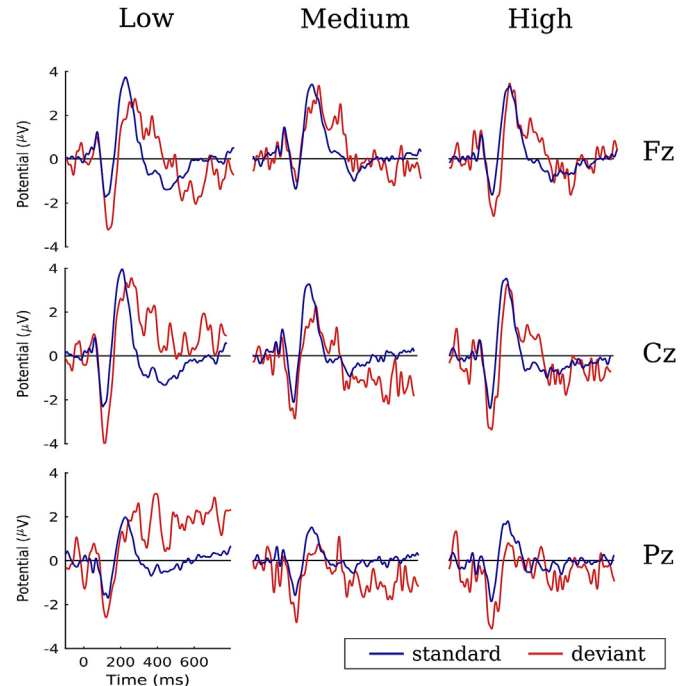 Low Medium High
4
2
0
-2
-4
Potential (µV)
Fz
4
2
0
-2
-4
Potential (µV)
Cz
4
2
0
-2
-4
Potential (µV)
Pz
0 200 400 600
Time (ms)
standard deviant